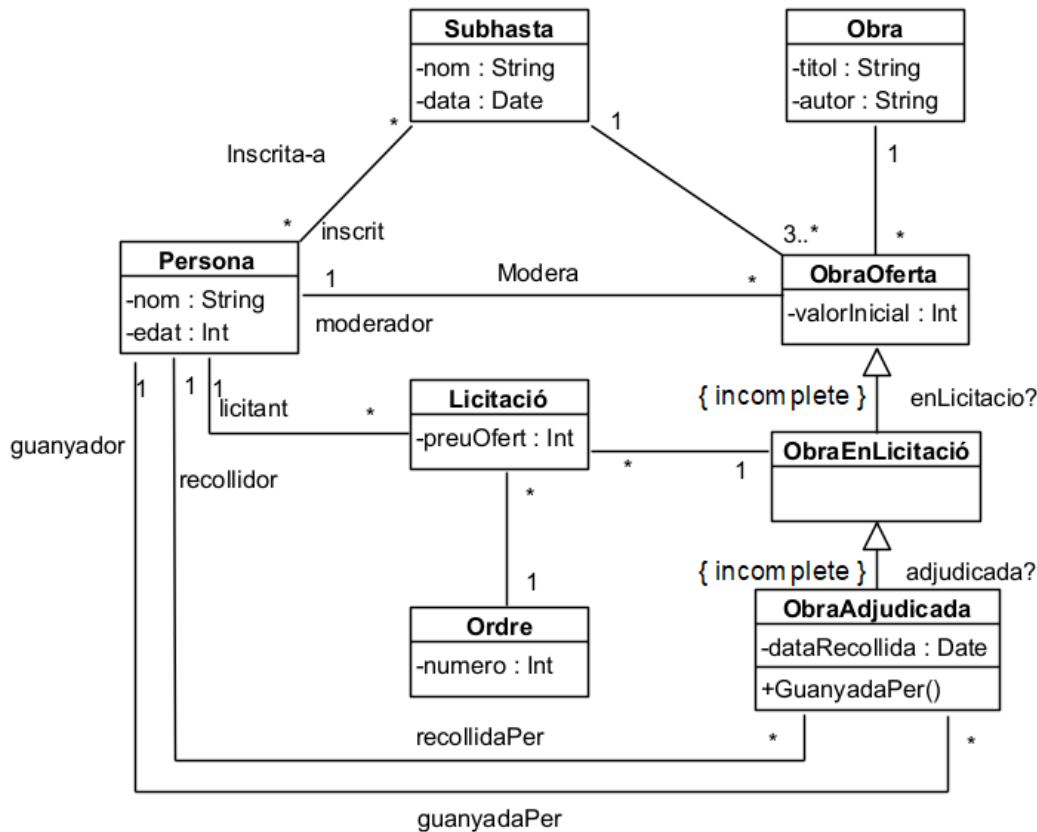 Subhasta
-nom : String
-data : Date
Obra
-titol : String
-autor : String
*
1
1
Inscrita-a
*
inscrit
3..*
*
Persona
-nom : String
-edat : Int
1
Modera
*
moderador
ObraOferta
-valorInicial : Int
1
1
1
licitant
*
Licitació
-preuOfert : Int
{ incomplete }
enLicitacio?
guanyador
recollidor
*
1
ObraEnLicitació
*
1
{ incomplete }
adjudicada?
Ordre
-numero : Int
ObraAdjudicada
-dataRecollida : Date
+GuanyadaPer()
recollidaPer
*
*
guanyadaPer